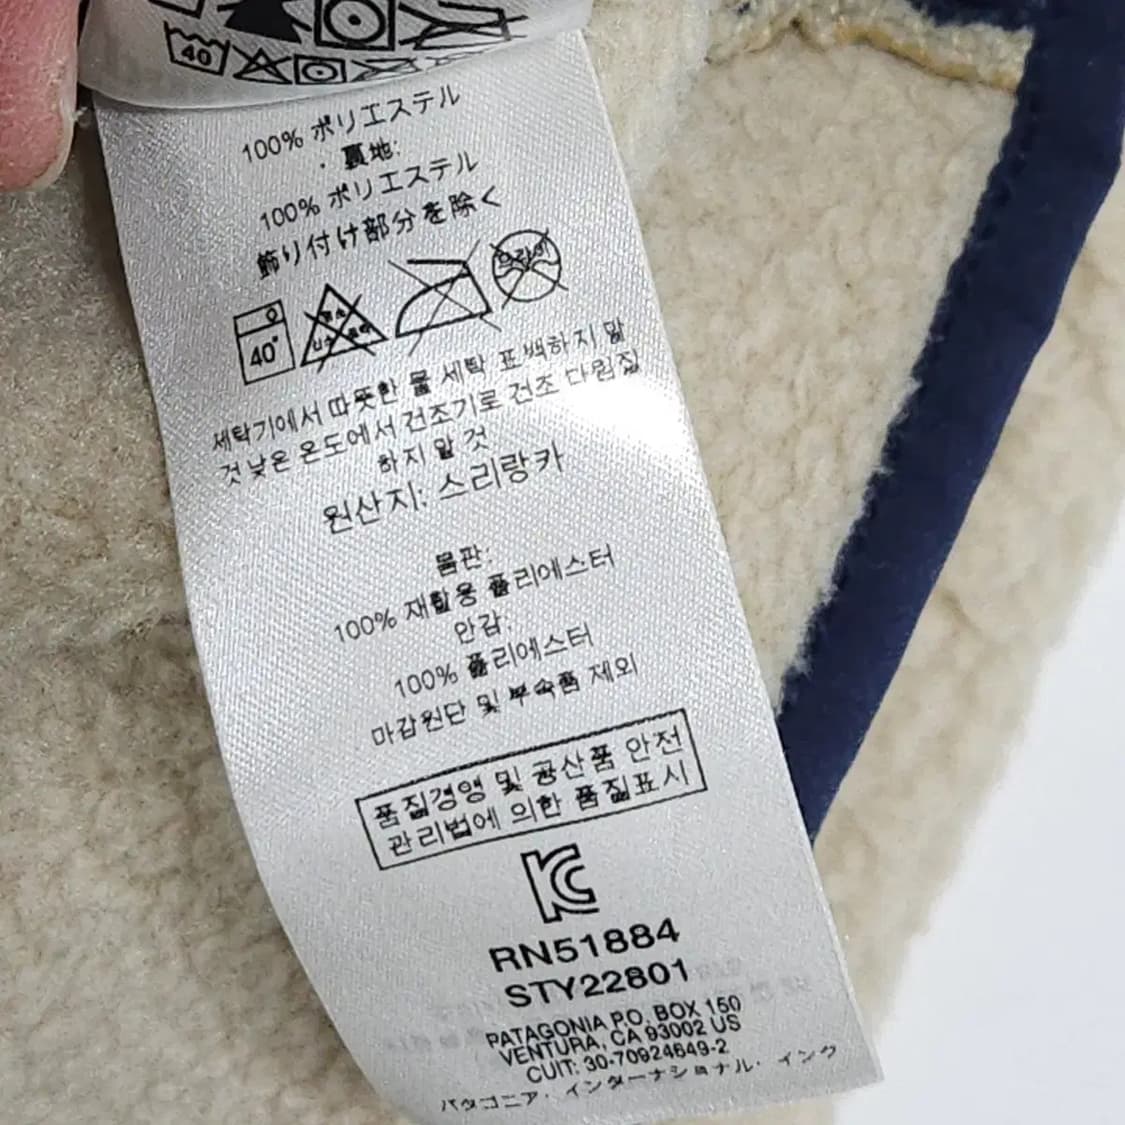 40
100% ポリエステル
・裏地:
100% ポリエステル
飾り付け部分を除く
40°
세탁기에서 따뜻한 물 세탁 표백하지 말
것 낮은 온도에서 건조기로 건조 다림질
하지 말 것
원산지: 스리랑카
몸판:
100% 재활용 폴리에스터
안감:
100% 폴리에스터
마감원단 및 부속품 제외
품질경영 및 공산품 안전
관리법에 의한 품질표시
RN51884
STY22801
PATAGONIA P.O. BOX 150
VENTURA, CA 93002 US
CUIT: 30-70924649-2
パタゴニア・インターナショナル・インク